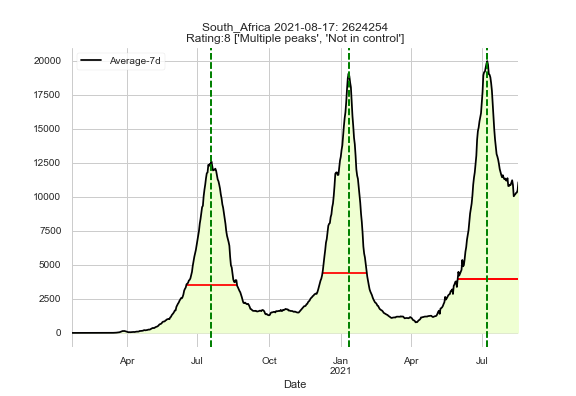 South_Africa 2021-08-17: 2624254
Rating:8 ['Multiple peaks', 'Not in control']
Average-7d
20000
17500
15000
12500
10000
7500
5000
2500
0
Apr Jul Oct Jan Apr Jul
2021
Date